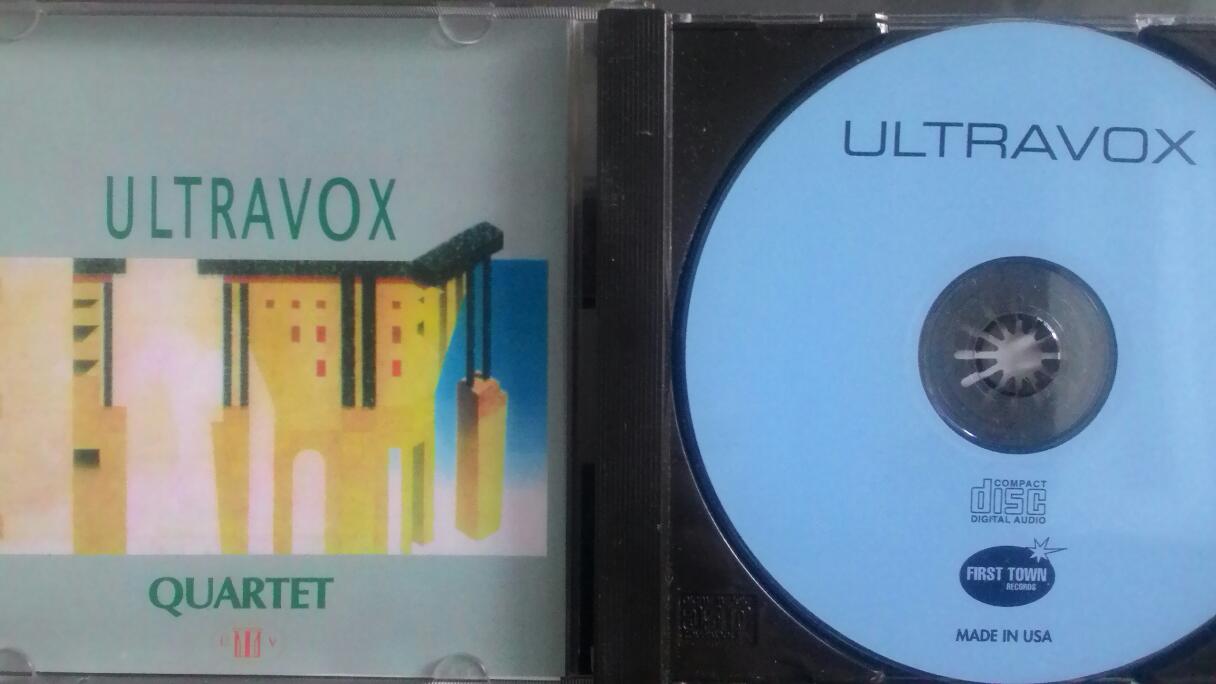 ULTRAVOX
QUARTET
U V
ULTRAVOX
COMPACT
disc
DIGITAL AUDIO
FIRST TOWN
RECORDS
MADE IN USA